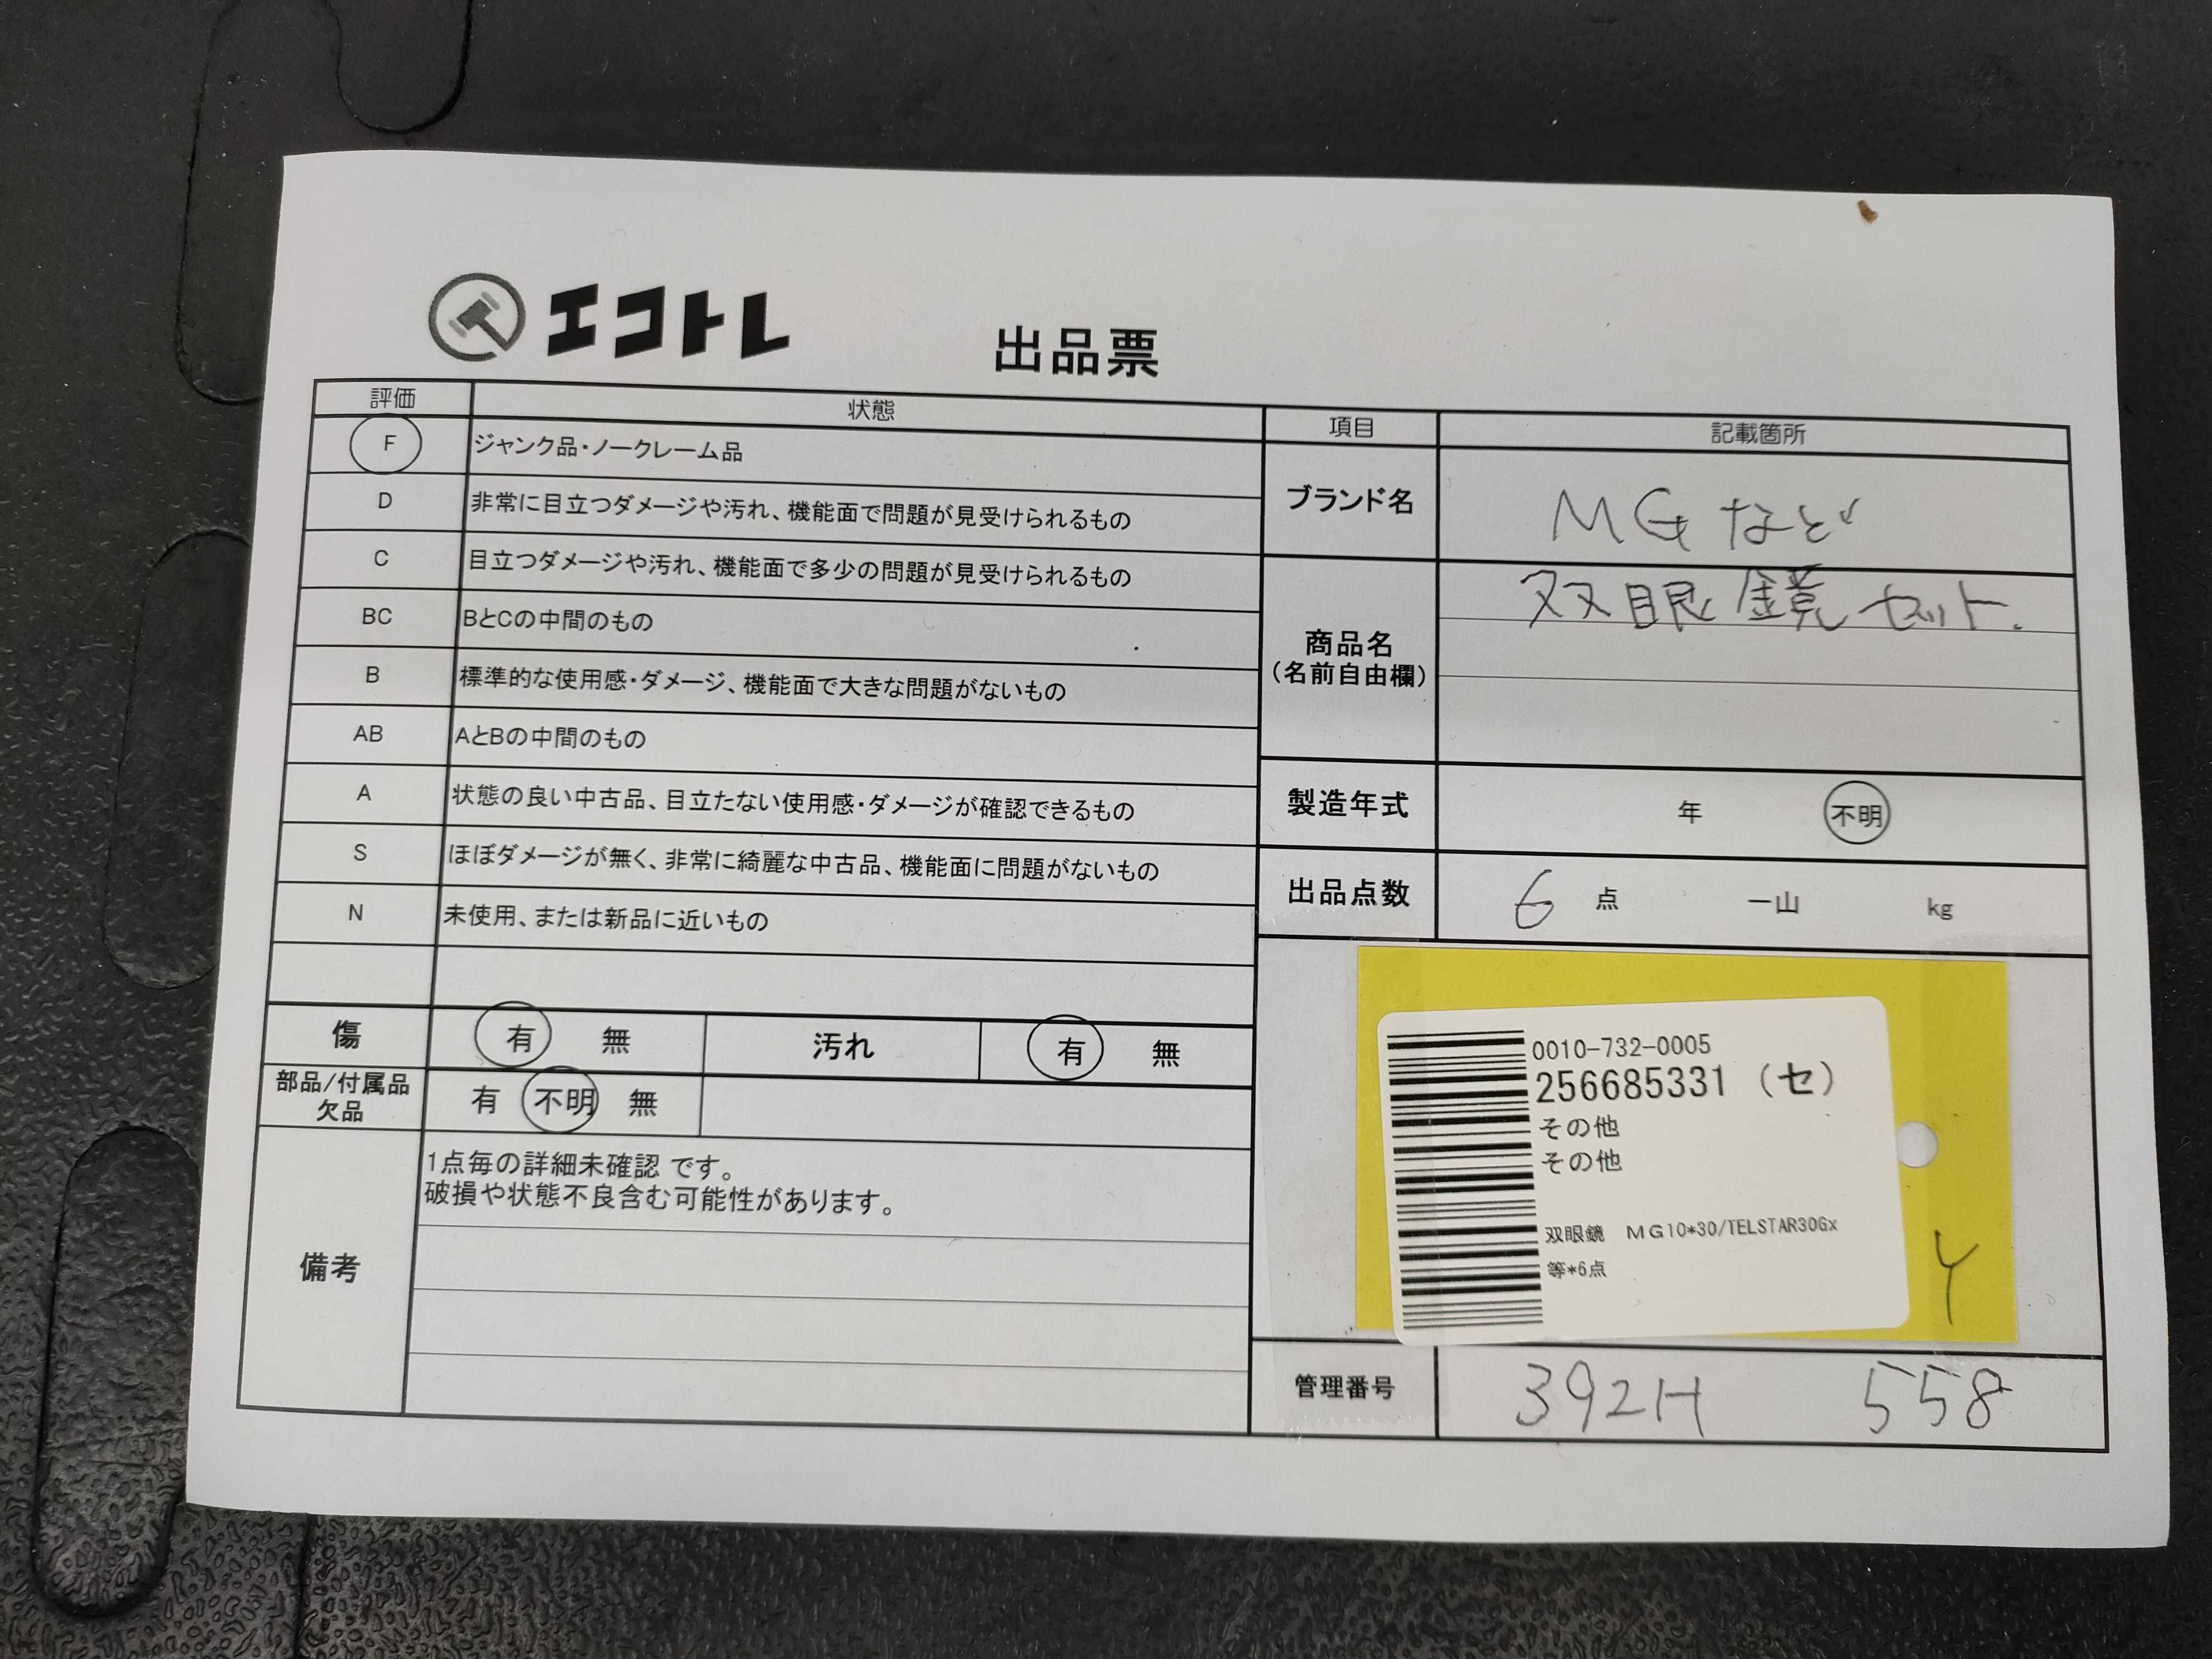 エコトレ
出品票
評価 状態
F ジャンク品・ノークレーム品
D 非常に目立つダメージや汚れ、機能面で問題が見受けられるもの
C 目立つダメージや汚れ、機能面で多少の問題が見受けられるもの
BC BとCの中間のもの
B 標準的な使用感・ダメージ、機能面で大きな問題がないもの
AB AとBの中間のもの
A 状態の良い中古品、目立たない使用感・ダメージが確認できるもの
S ほぼダメージが無く、非常に綺麗な中古品、機能面に問題がないもの
N 未使用、または新品に近いもの
傷 有 無 汚れ 有 無
部品/付属品
欠品
有 不明 無
備考
1点毎の詳細未確認 です。
破損や状態不良含む可能性があります。
項目 記載箇所
ブランド名 MGなど
商品名
(名前自由欄)
双眼鏡セット.
製造年式 年 不明
出品点数 6 点 一山 kg
0010-732-0005
256685331 (セ)
その他
その他
双眼鏡 MG10*30/TELSTAR30Gx
等*6点
Y
管理番号 392H 558